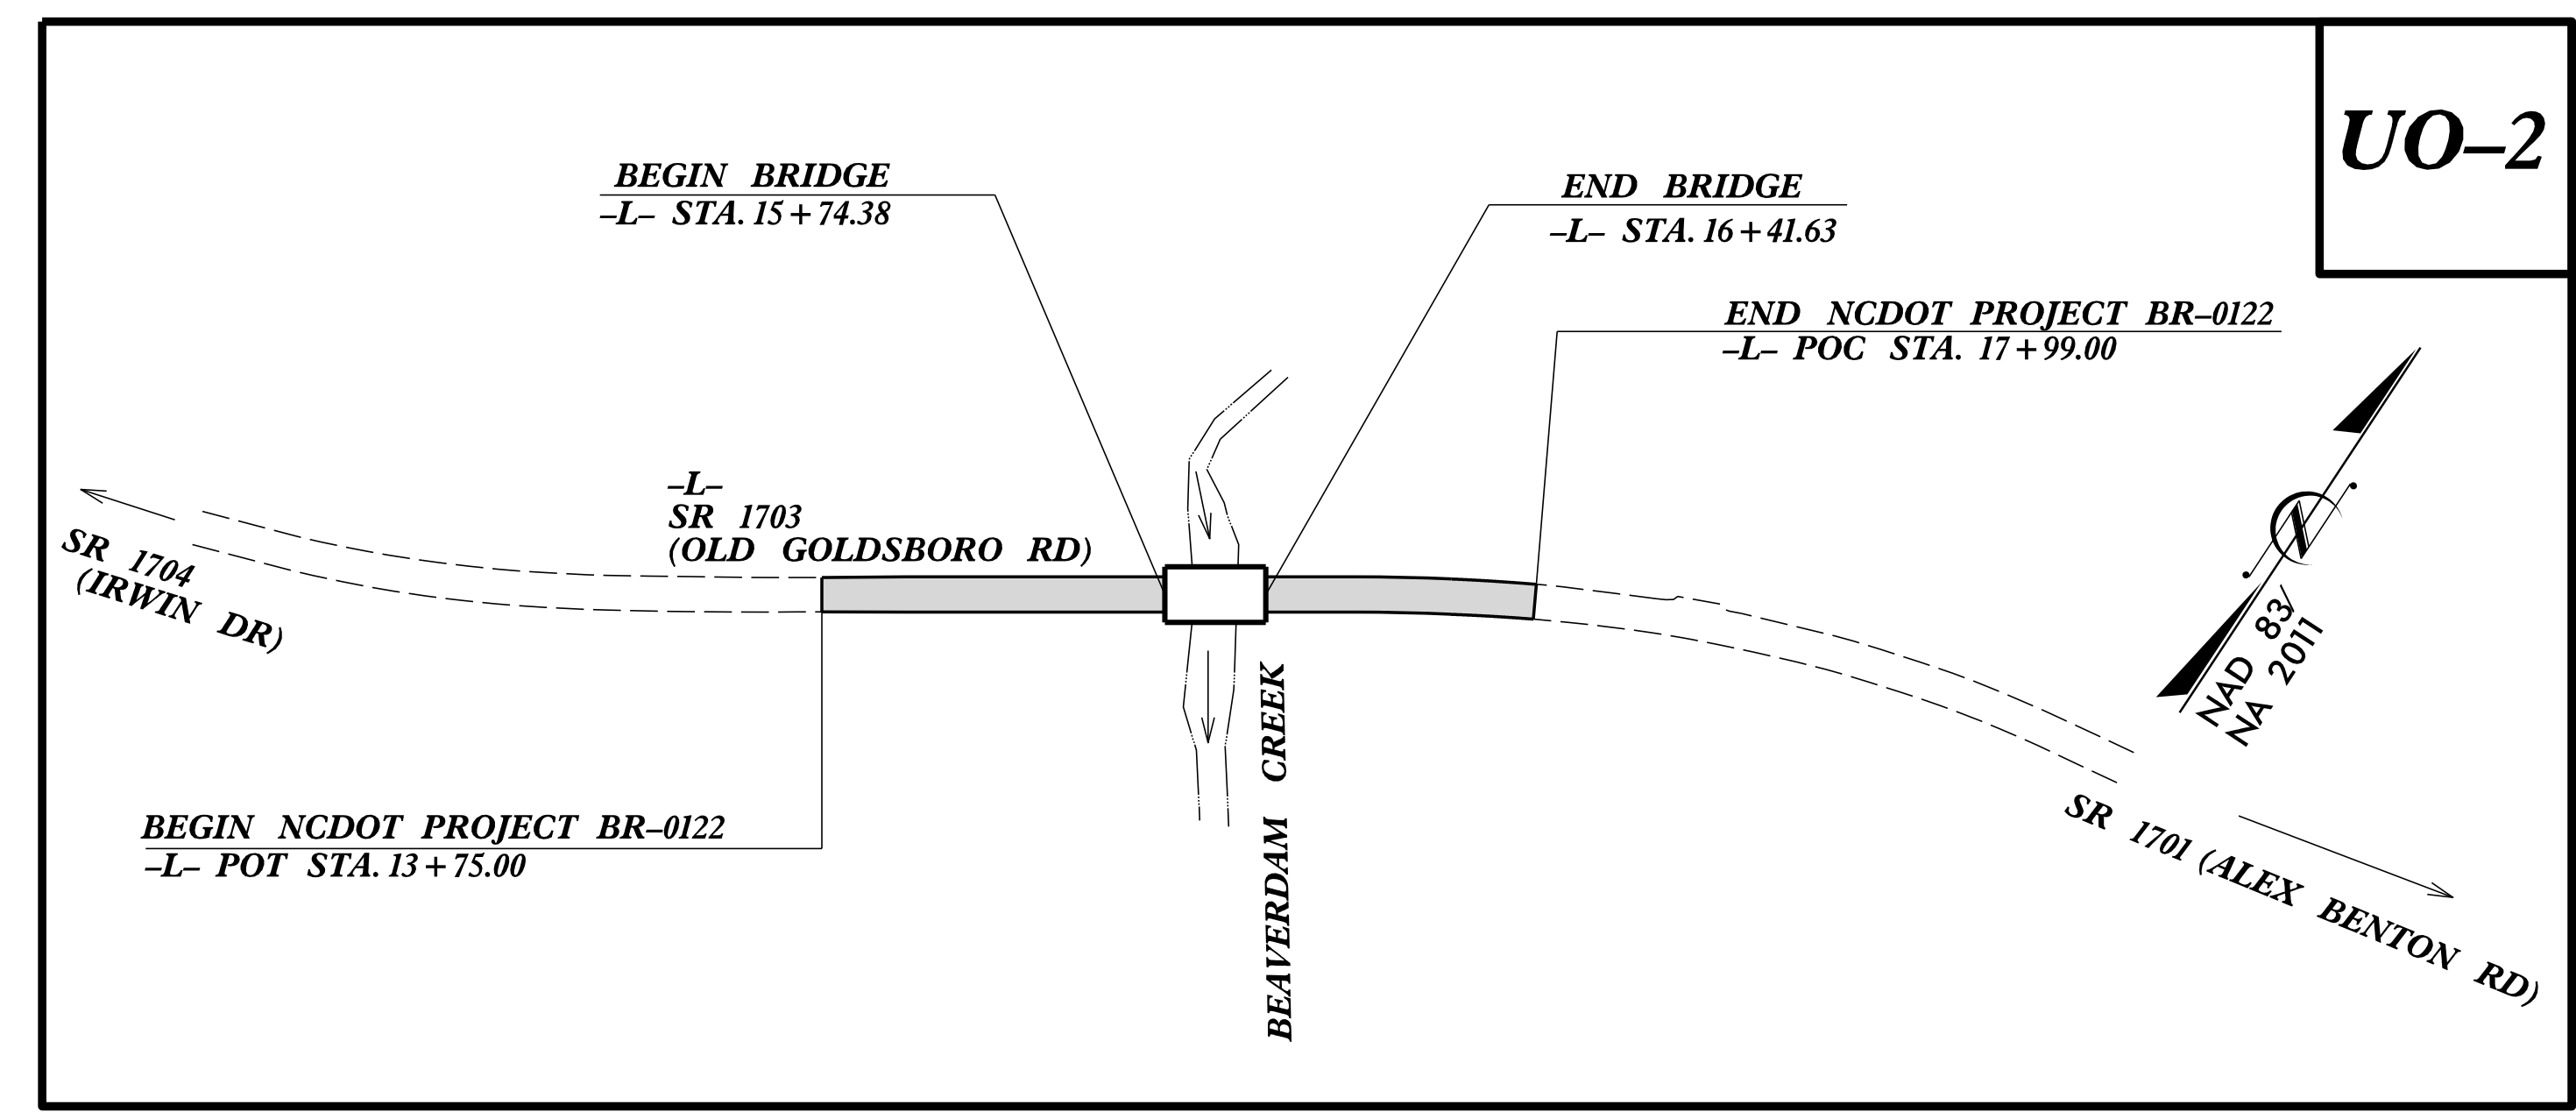 UO–2
BEGIN BRIDGE
–L– STA. 15+74.38
END BRIDGE
–L– STA. 16+41.63
END NCDOT PROJECT BR–0122
–L– POC STA. 17+99.00
–L–
SR 1703
(OLD GOLDSBORO RD)
SR 1704
(IRWIN DR)
N
NAD 83/
NA 2011
BEAVERDAM CREEK
BEGIN NCDOT PROJECT BR–0122
–L– POT STA. 13+75.00
SR 1701 (ALEX BENTON RD)